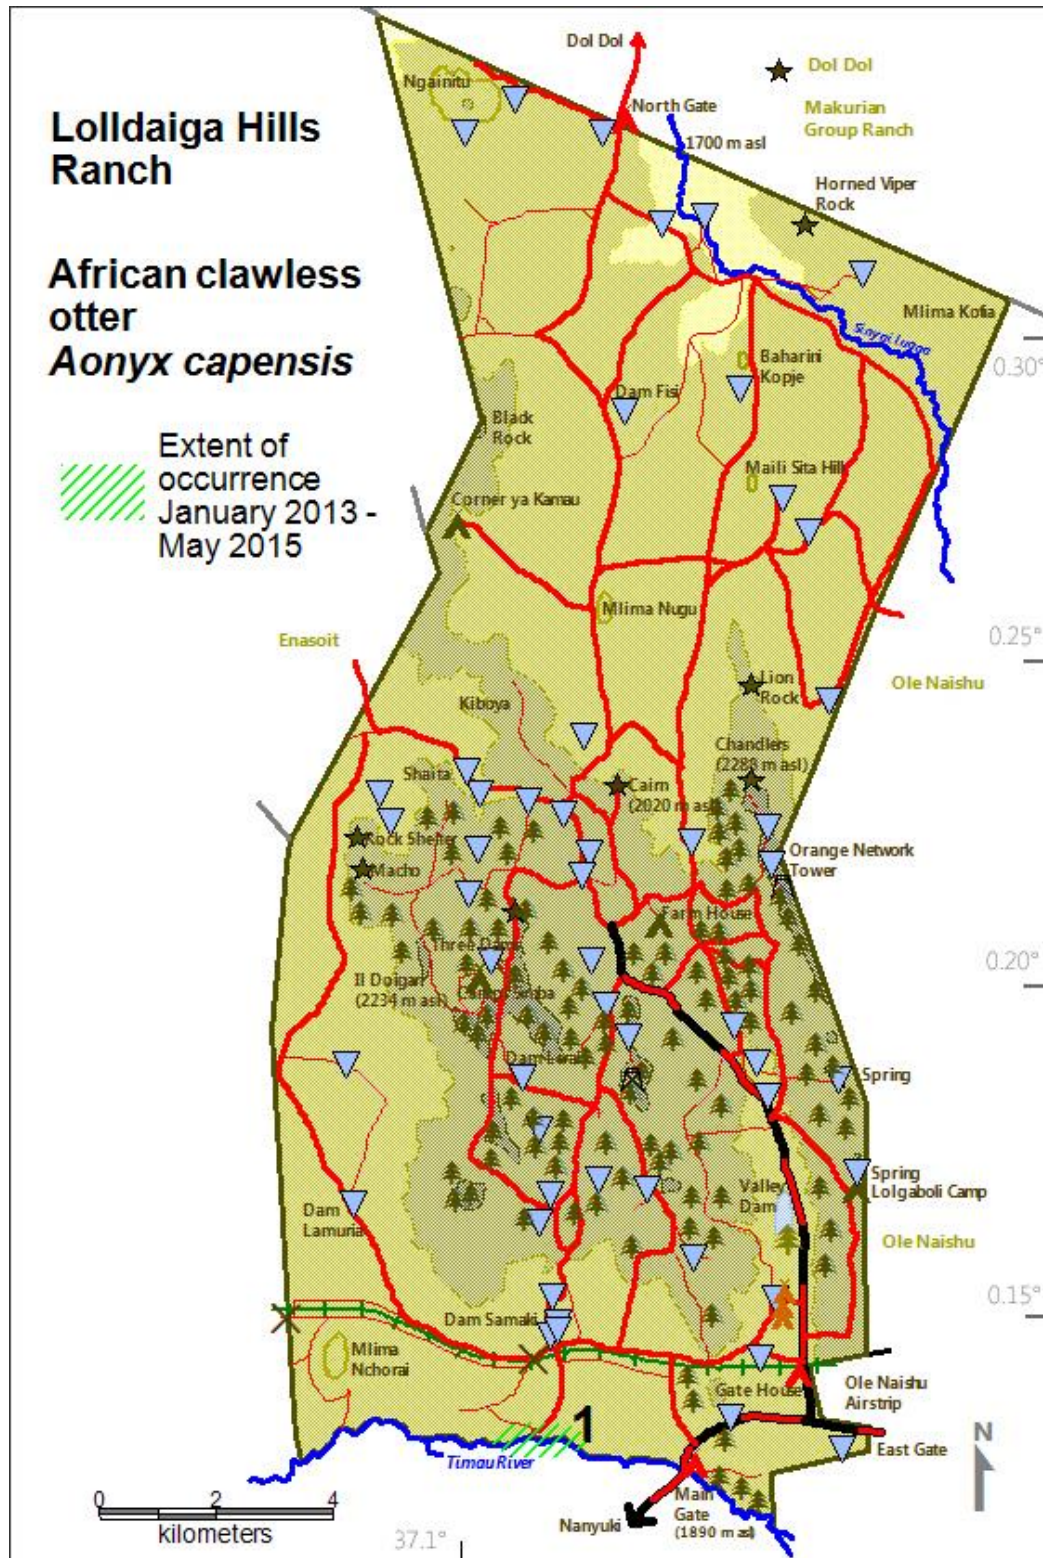 Lolldaiga Hills
Ranch
African clawless
otter
Aonyx capensis
Extent of
occurrence
January 2013 -
May 2015
Dol Dol
Dol Dol
Ngainitu
North Gate
Makurian
Group Ranch
1700 m asl
Horned Viper
Rock
Mlima Kofia
0.30°
Baharini
Kopje
Dam Fisi
Black
Rock
Maili Sita Hill
Corner ya Kamau
Mlima Nugu
0.25°
Enasoit
Lion
Rock
Ole Naishu
Kiboya
Chandlers
(2288 m asl)
Shaita
Cairn
(2020 m asl)
Rock Shelter
Orange Network
Tower
Macho
Farm House
Three Dams
0.20°
Il Doigan
(2234 m asl)
Spring
Valley
Dam
Spring
Lolgaboli Camp
Dam
Lamuria
Ole Naishu
0.15°
Dam Samaki
Mlima
Nchorai
Gate House
Ole Naishu
Airstrip
1
East Gate
N
Timau River
0 2 4
kilometers
Main
Gate
(1890 m asl)
Nanyuki
37.1°